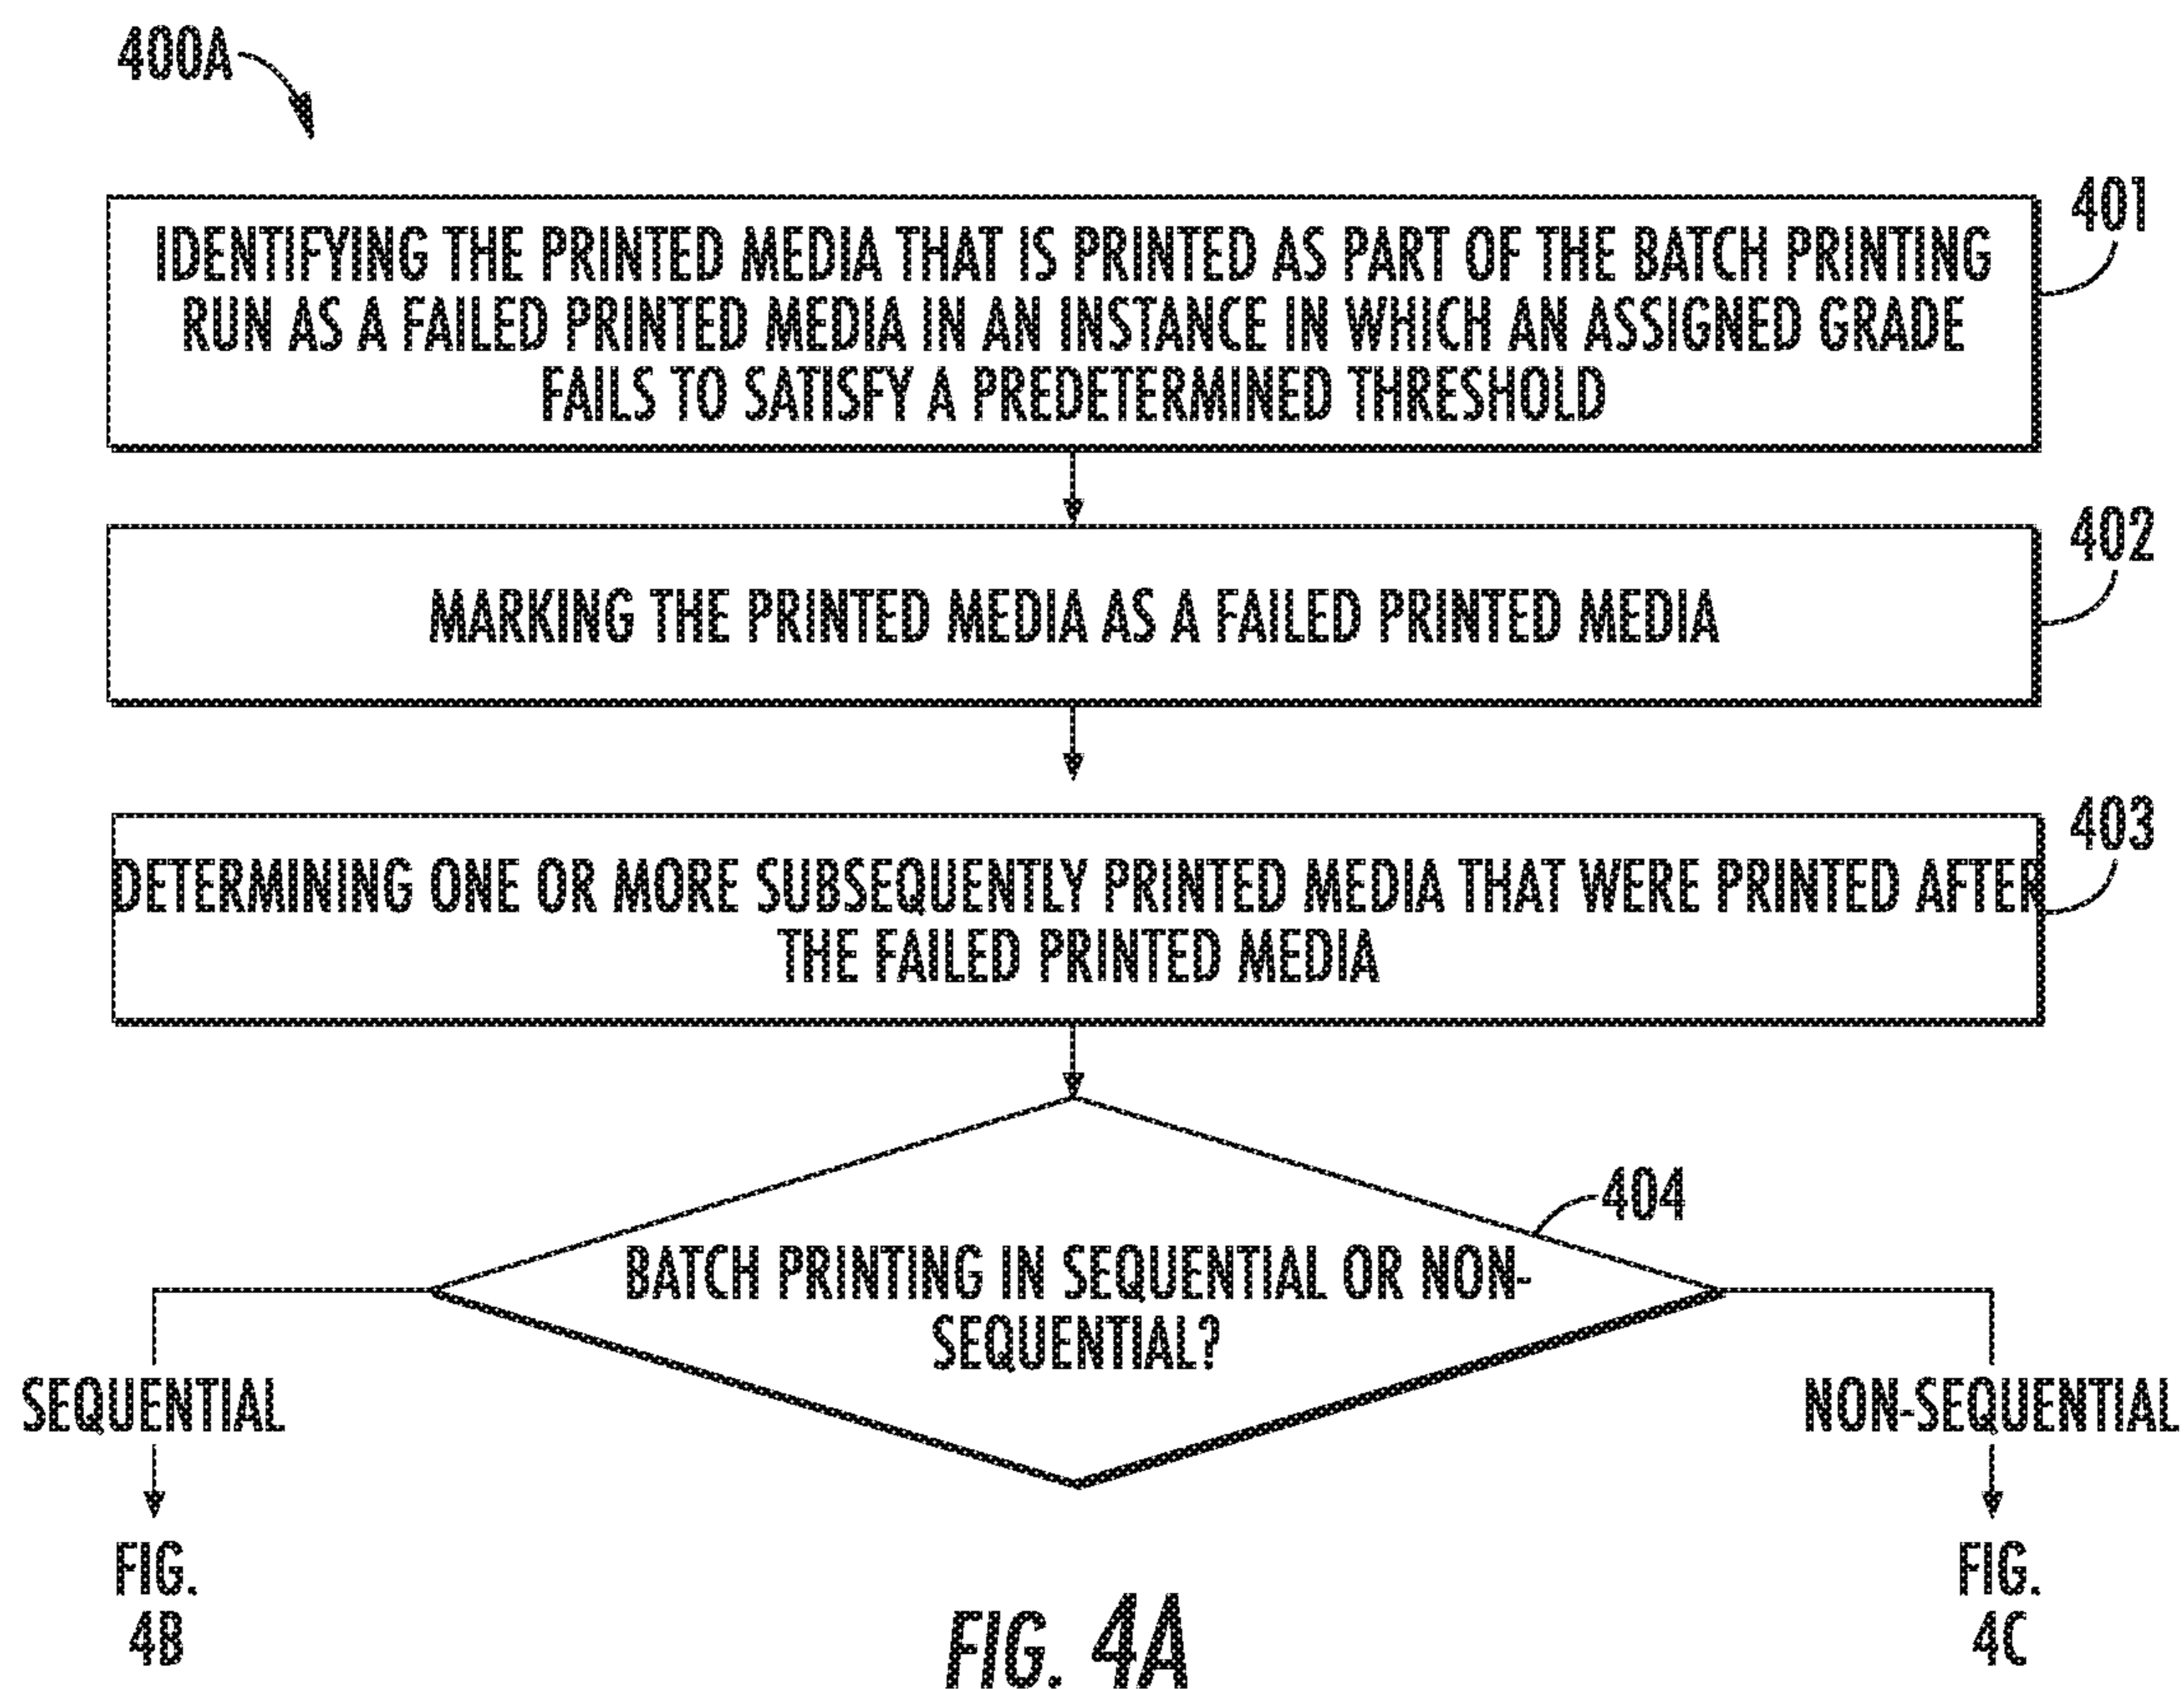 400A
401
IDENTIFYING THE PRINTED MEDIA THAT IS PRINTED AS PART OF THE BATCH PRINTING
RUN AS A FAILED PRINTED MEDIA IN AN INSTANCE IN WHICH AN ASSIGNED GRADE
FAILS TO SATISFY A PREDETERMINED THRESHOLD
402
MARKING THE PRINTED MEDIA AS A FAILED PRINTED MEDIA
403
DETERMINING ONE OR MORE SUBSEQUENTLY PRINTED MEDIA THAT WERE PRINTED AFTER
THE FAILED PRINTED MEDIA
404
BATCH PRINTING IN SEQUENTIAL OR NON-
SEQUENTIAL?
SEQUENTIAL
NON-SEQUENTIAL
FIG.
4B
FIG.
4C
FIG. 4A